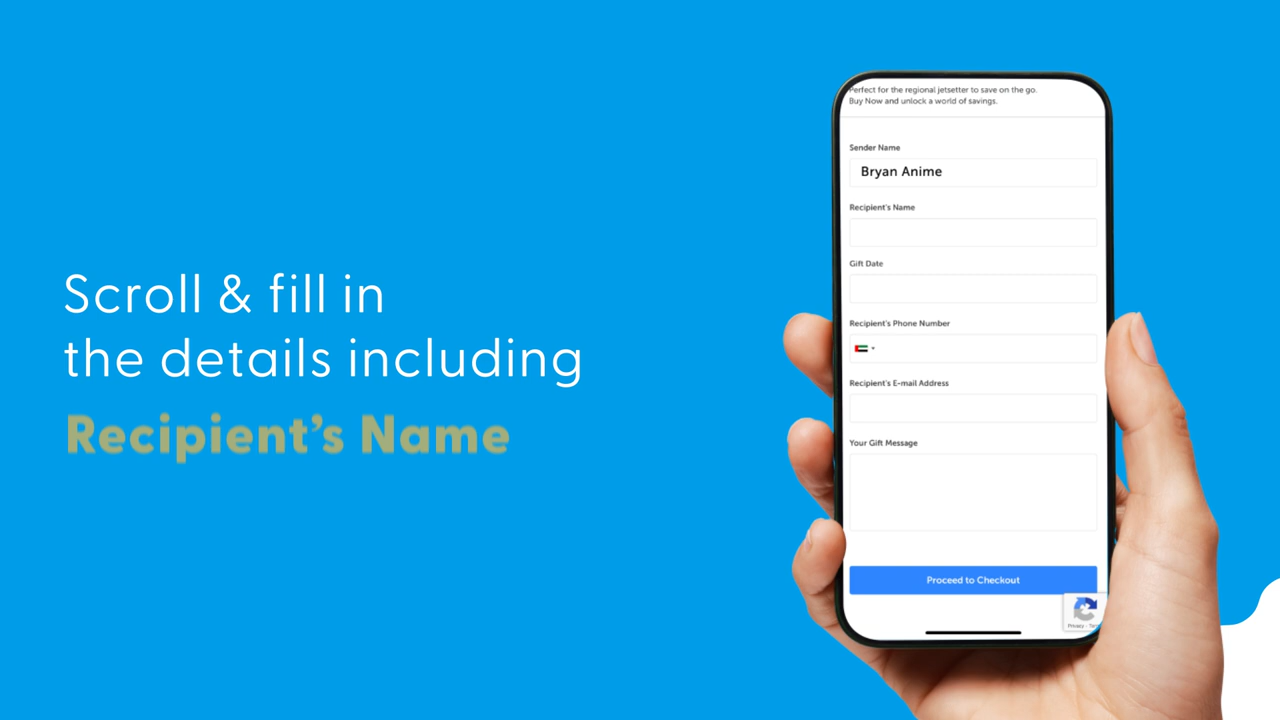 Scroll & fill in
the details including
Recipient's Name
Perfect for the regional jetsetter to save on the go.
Buy Now and unlock a world of savings.
Sender Name
Bryan Anime
Recipient's Name
Gift Date
Recipient's Phone Number
Recipient's E-mail Address
Your Gift Message
Proceed to Checkout
Privacy -